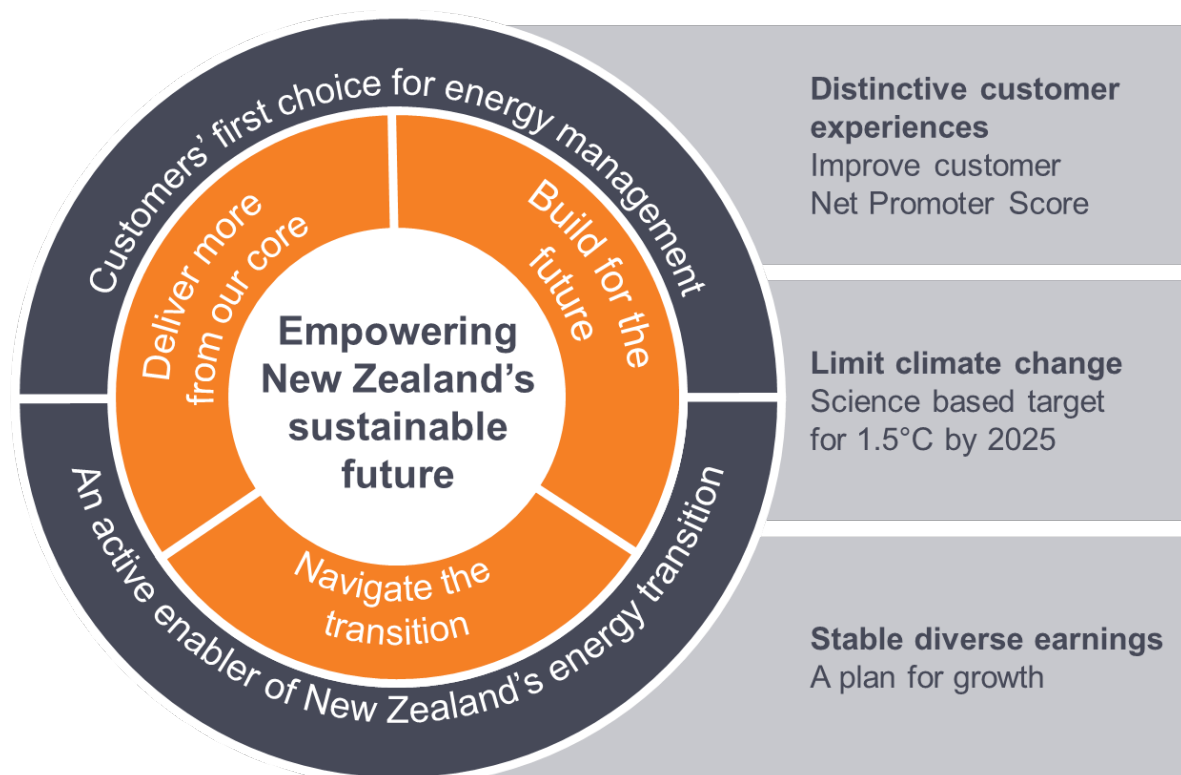 Customers’ first choice for energy management
Deliver more
from our core
Build for the
future
Empowering
New Zealand’s
sustainable
future
Navigate the
transition
An active enabler of New Zealand’s energy transition
Distinctive customer
experiences
Improve customer
Net Promoter Score
Limit climate change
Science based target
for 1.5°C by 2025
Stable diverse earnings
A plan for growth